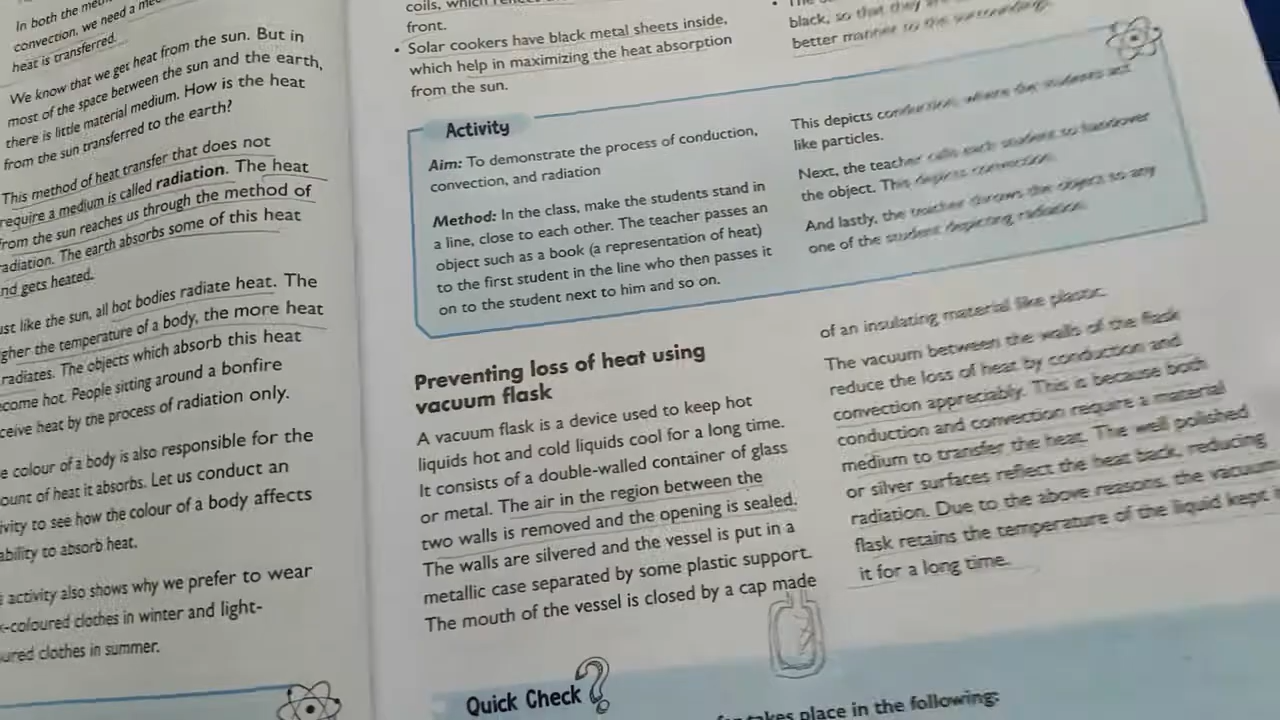 In both the
convection, we need a
heat is transferred.
We know that we get heat from the sun. But in
most of the space between the sun and the earth,
there is little material medium. How is the heat
from the sun transferred to the earth?
This method of heat transfer that does not
require a medium is called radiation. The heat
from the sun reaches us through the method of
radiation. The earth absorbs some of this heat
nd gets heated.
ust like the sun, all hot bodies radiate heat. The
gher the temperature of a body, the more heat
radiates. The objects which absorb this heat
come hot. People sitting around a bonfire
ceive heat by the process of radiation only.
e colour of a body is also responsible for the
ount of heat it absorbs. Let us conduct an
ivity to see how the colour of a body affects
ability to absorb heat.
activity also shows why we prefer to wear
k-coloured clothes in winter and light-
ured clothes in summer.
coils, which
front.
• Solar cookers have black metal sheets inside,
which help in maximizing the heat absorption
from the sun.
black, so that they
better manner to the surroundings.
Activity
Aim: To demonstrate the process of conduction,
convection, and radiation
Method: In the class, make the students stand in
a line, close to each other. The teacher passes an
object such as a book (a representation of heat)
to the first student in the line who then passes it
on to the student next to him and so on.
This depicts conduction, where the students act
like particles.
Next, the teacher calls each student to handover
the object. This depicts convection.
And lastly, the teacher throws the object to any
one of the student depicting radiation.
Preventing loss of heat using
vacuum flask
A vacuum flask is a device used to keep hot
liquids hot and cold liquids cool for a long time.
It consists of a double-walled container of glass
or metal. The air in the region between the
two walls is removed and the opening is sealed.
The walls are silvered and the vessel is put in a
metallic case separated by some plastic support.
The mouth of the vessel is closed by a cap made
of an insulating material like plastic.
The vacuum between the walls of the flask
reduce the loss of heat by conduction and
convection appreciably. This is because both
conduction and convection require a material
medium to transfer the heat. The well polished
or silver surfaces reflect the heat back, reducing
radiation. Due to the above reasons, the vacuum
flask retains the temperature of the liquid kept
it for a long time.
Quick Check
takes place in the following: